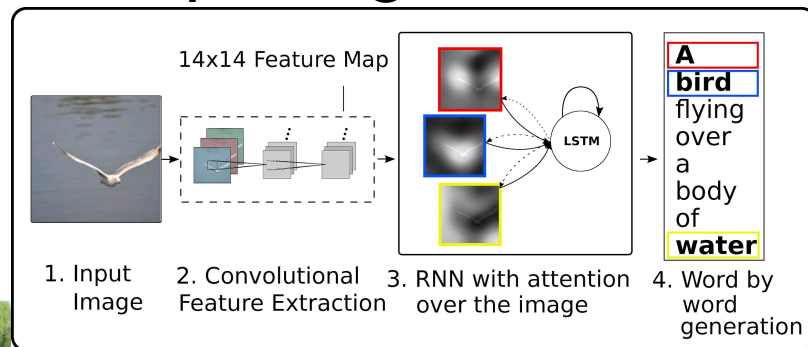 14x14 Feature Map
LSTM
A
bird
flying
over
a
body
of
water
1. Input
Image
2. Convolutional
Feature Extraction
3. RNN with attention
over the image
4. Word by
word
generation